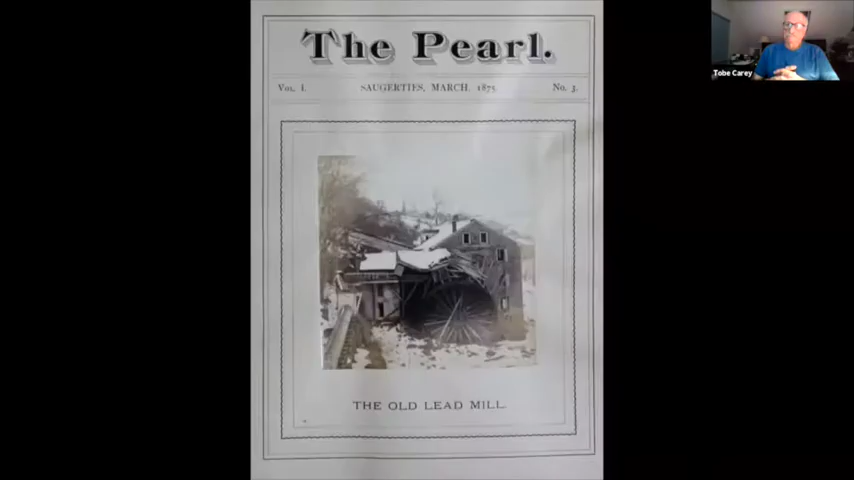 The Pearl.
VOL. I. SAUGERTIES, MARCH, 1875. No. 3.
THE OLD LEAD MILL.
Tobe Carey